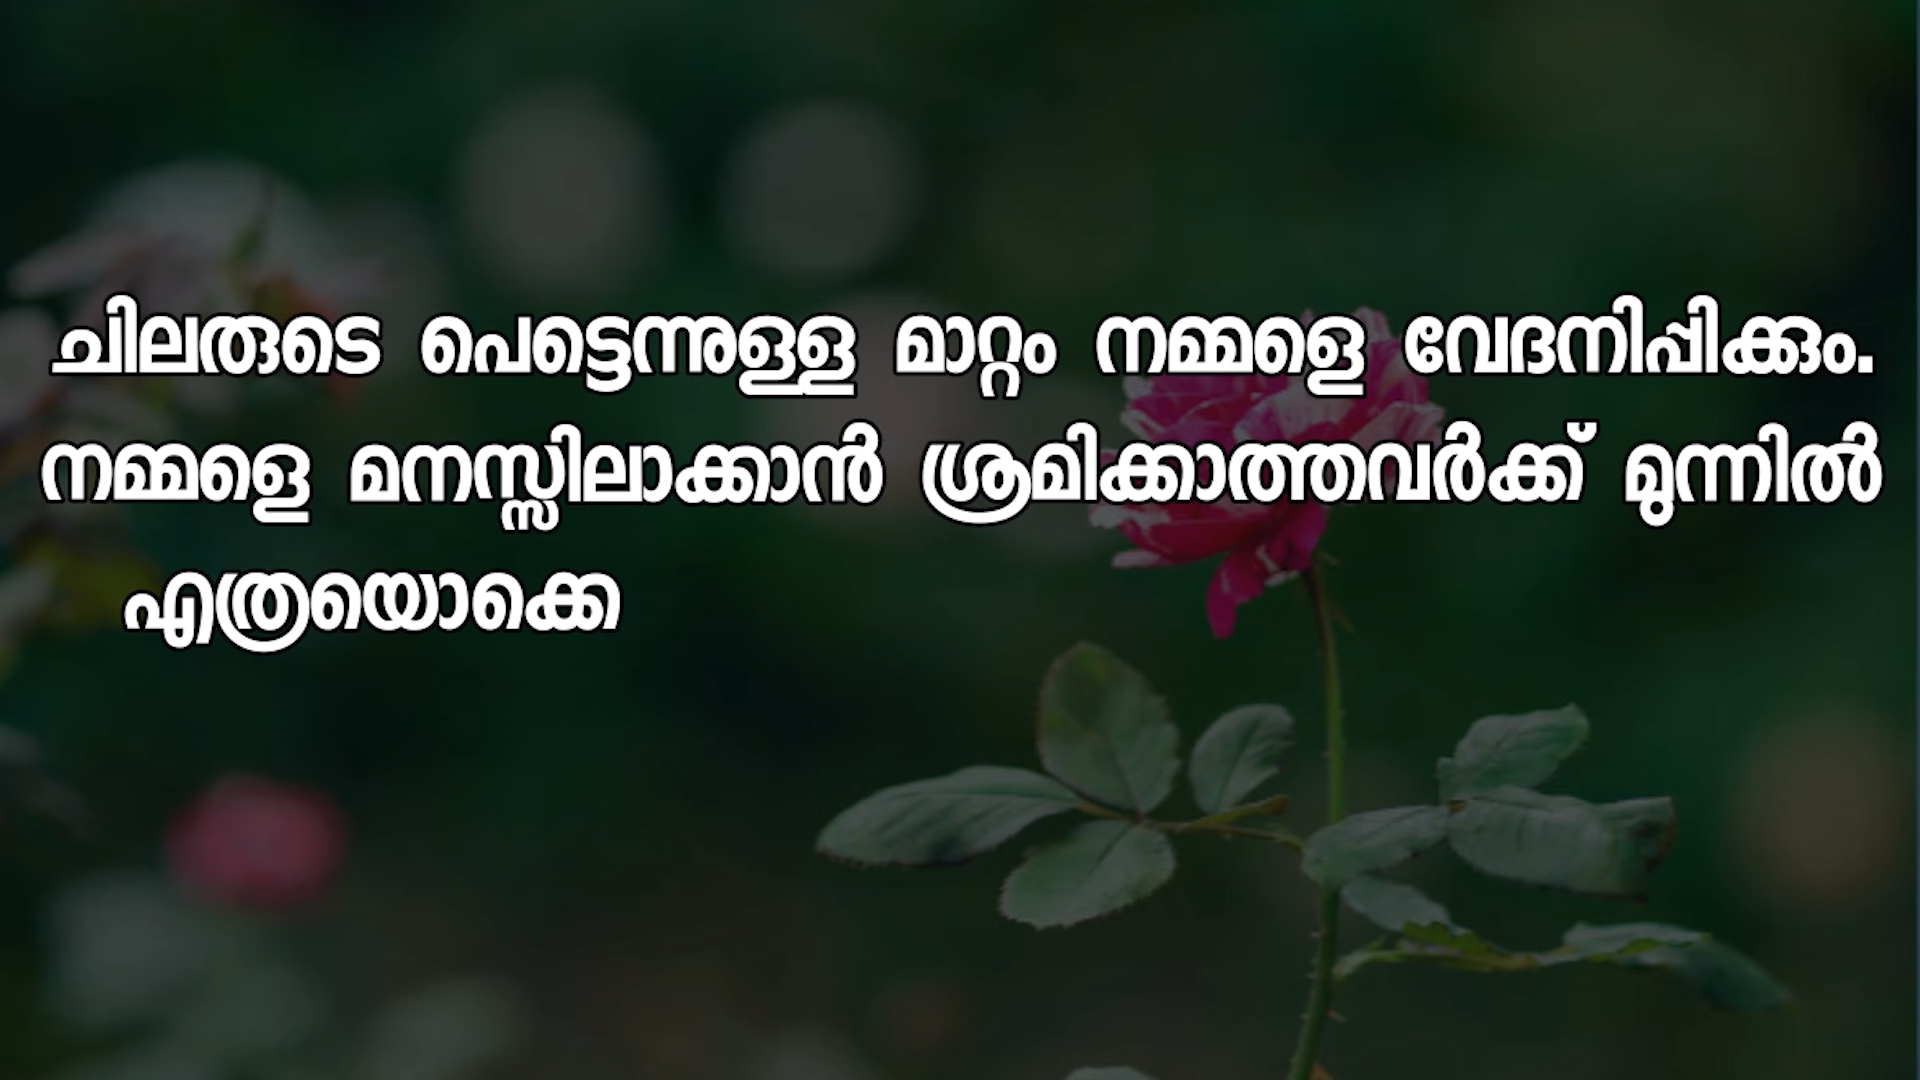 ചിലരുടെ പെട്ടെന്നുള്ള മാറ്റം നമ്മളെ വേദനിപ്പിക്കും.
നമ്മളെ മനസ്സിലാക്കാൻ ശ്രമിക്കാത്തവർക്ക് മുന്നിൽ
എത്രയൊക്കെ